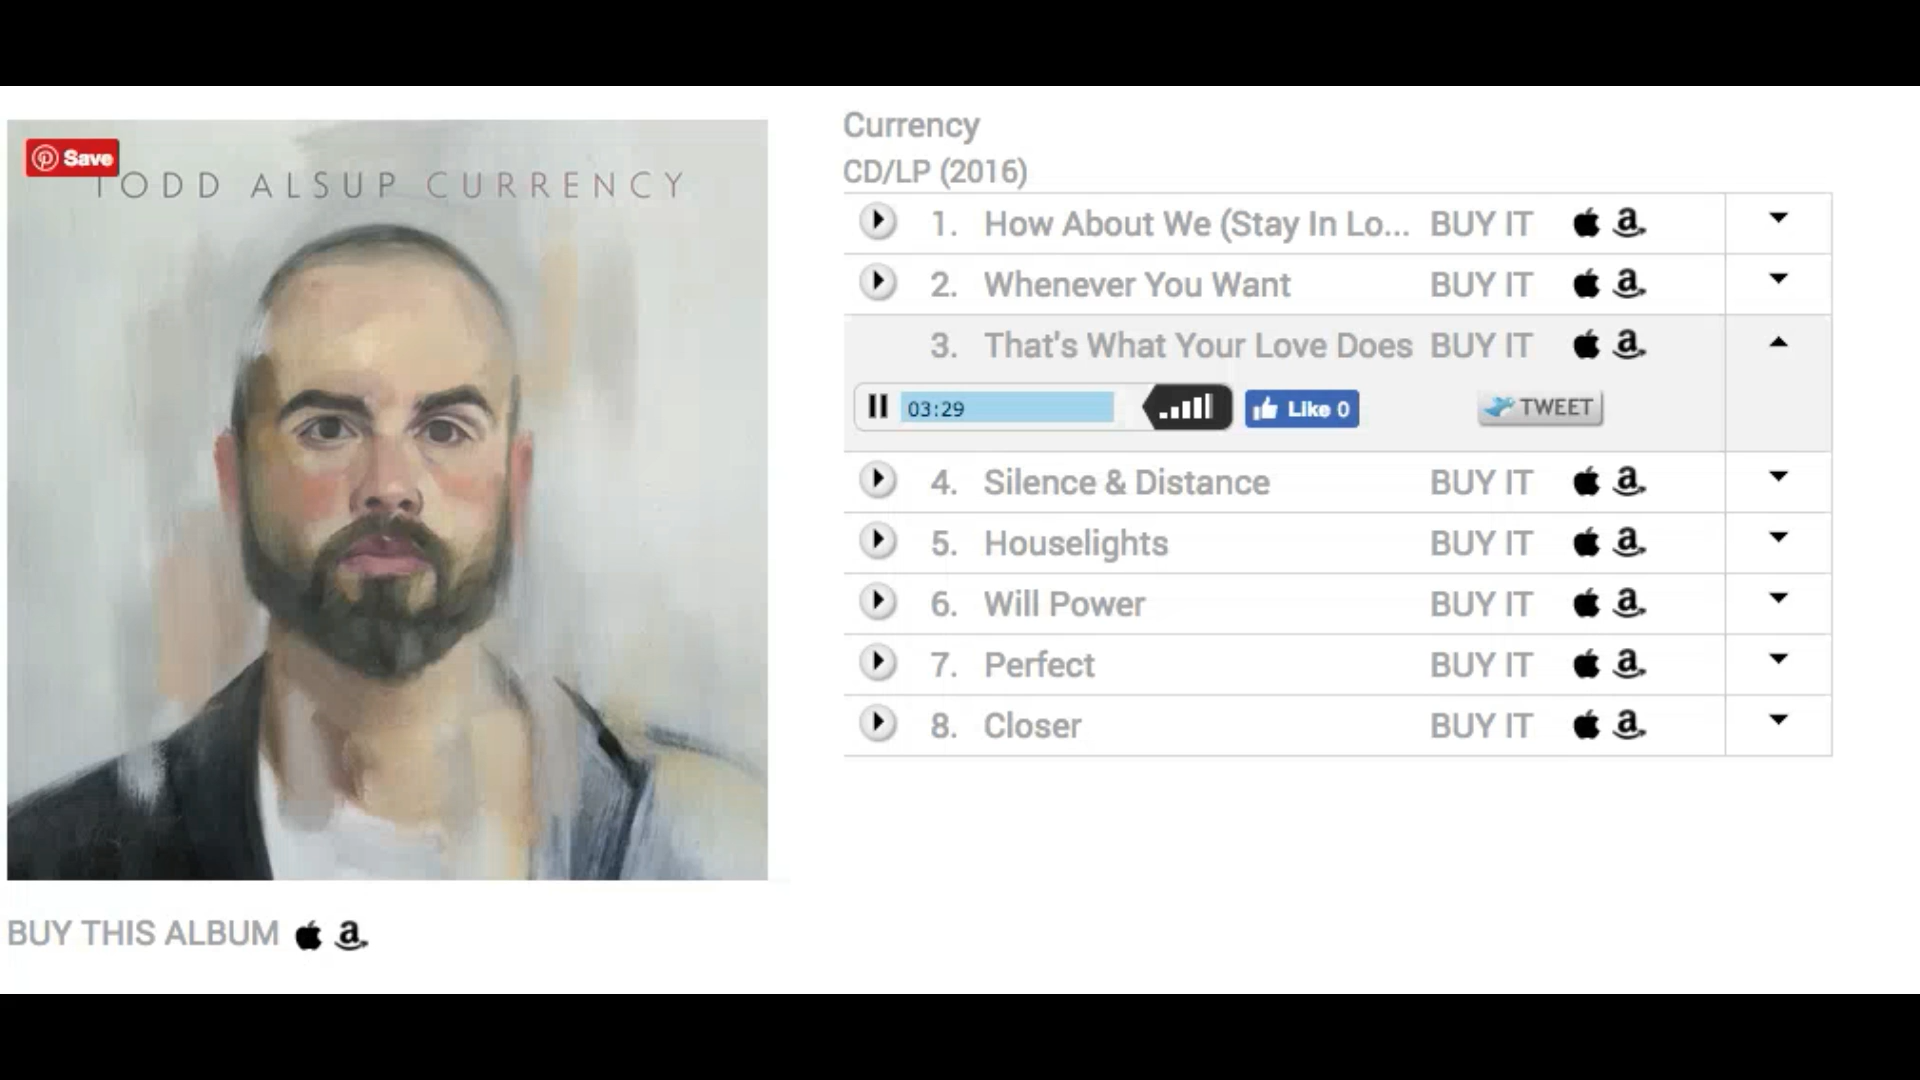 Save
TODD ALSUP CURRENCY
BUY THIS ALBUM
Currency
CD/LP (2016)
1. How About We (Stay In Lo... BUY IT
2. Whenever You Want BUY IT
3. That's What Your Love Does BUY IT
03:29 Like 0 TWEET
4. Silence & Distance BUY IT
5. Houselights BUY IT
6. Will Power BUY IT
7. Perfect BUY IT
8. Closer BUY IT